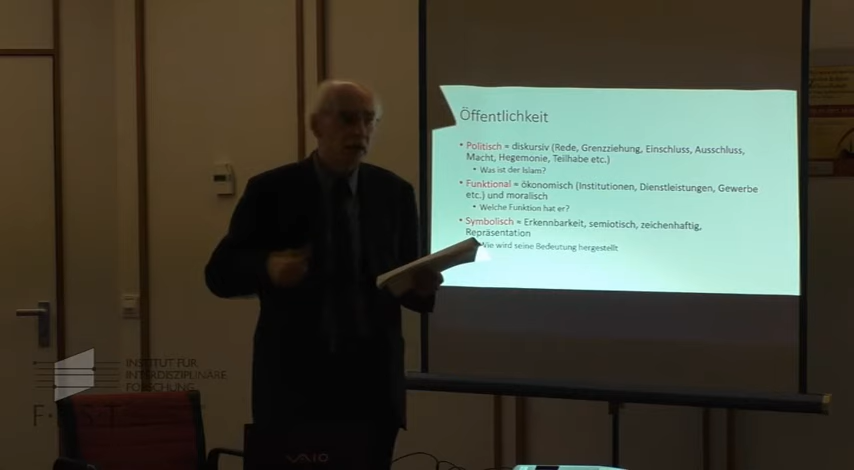 Öffentlichkeit
• Politisch = diskursiv (Rede, Grenzziehung, Einschluss, Ausschluss,
Macht, Hegemonie, Teilhabe etc.)
• Was ist der Islam?
• Funktional = ökonomisch (Institutionen, Dienstleistungen, Gewerbe
etc.) und moralisch
• Welche Funktion hat er?
• Symbolisch = Erkennbarkeit, semiotisch, zeichenhaftig,
Repräsentation
Wie wird seine Bedeutung hergestellt
INSTITUT FÜR
INTERDISZIPLINÄRE
FORSCHUNG
F·E·S·T
VAIO